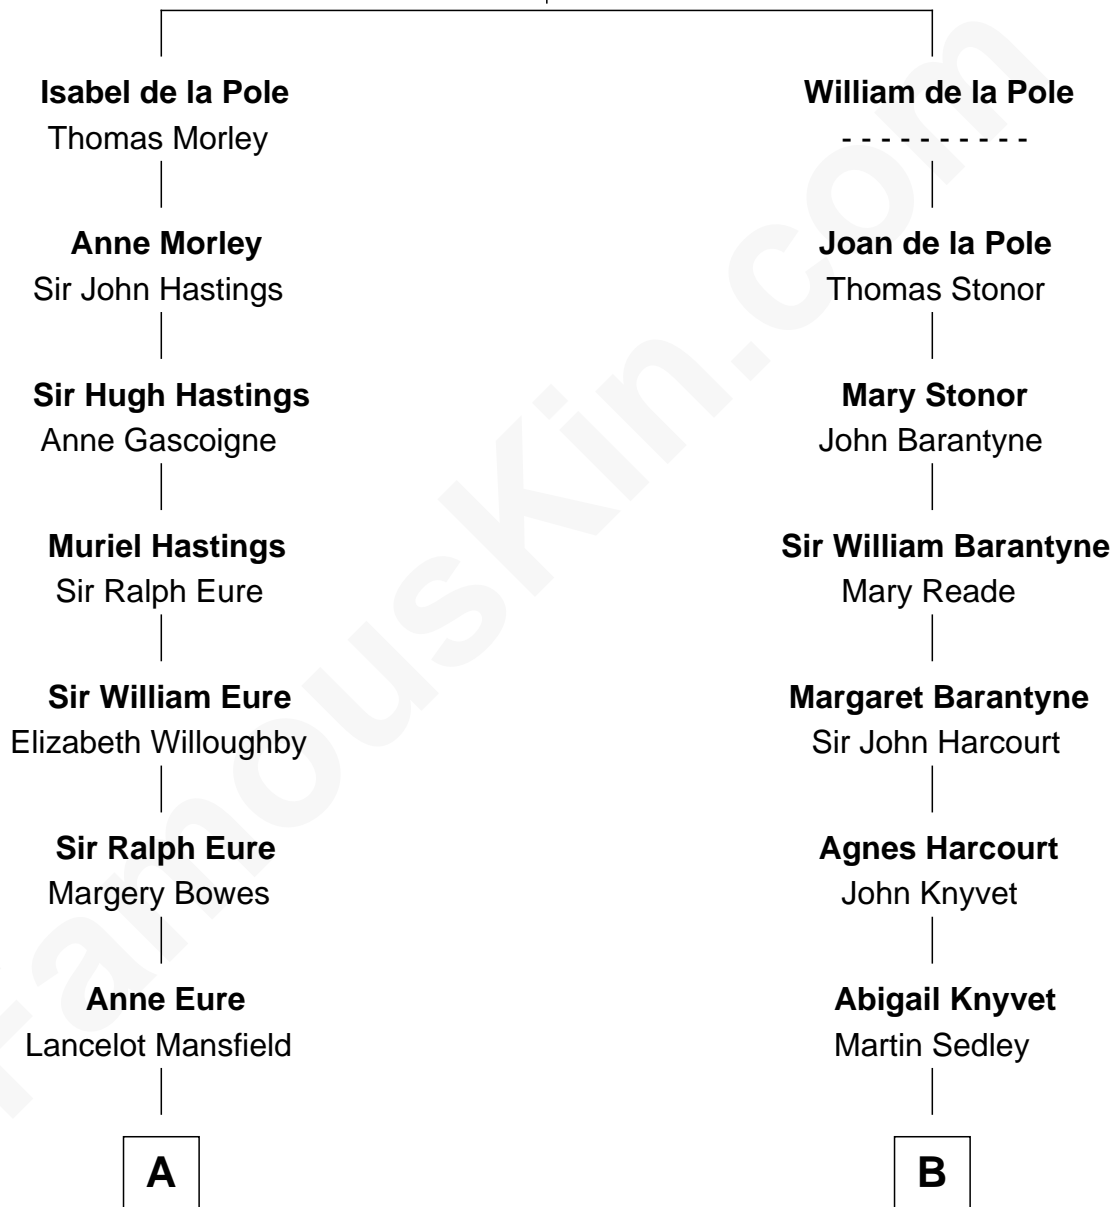 Isabel de la Pole
Thomas Morley
Anne Morley
Sir John Hastings
Sir Hugh Hastings
Anne Gascoigne
Muriel Hastings
Sir Ralph Eure
Sir William Eure
Elizabeth Willoughby
Sir Ralph Eure
Margery Bowes
Anne Eure
Lancelot Mansfield
A
William de la Pole
- - - - - - - - - -
Joan de la Pole
Thomas Stonor
Mary Stonor
John Barantyne
Sir William Barantyne
Mary Reade
Margaret Barantyne
Sir John Harcourt
Agnes Harcourt
John Knyvet
Abigail Knyvet
Martin Sedley
B
FamousKin.com